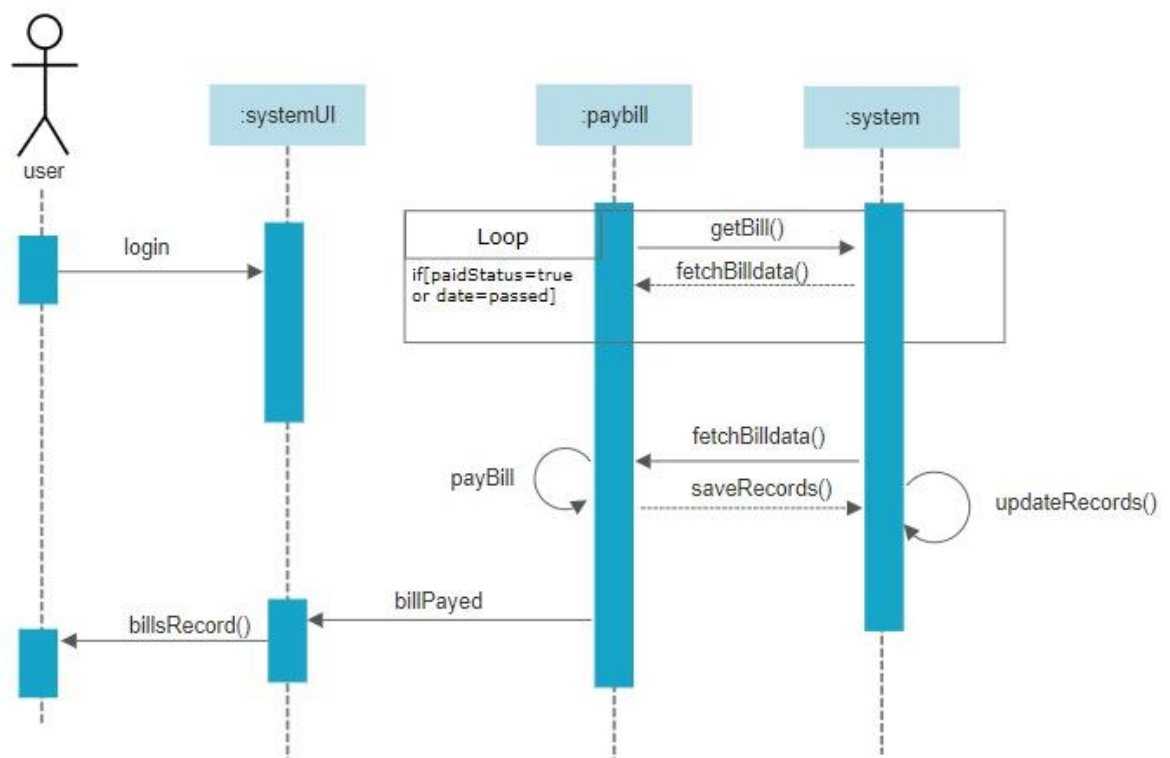 :systemUI
:paybill
:system
user
login
Loop
getBill()
if[paidStatus=true
or date=passed]
fetchBilldata()
fetchBilldata()
payBill
saveRecords()
updateRecords()
billPayed
billsRecord()